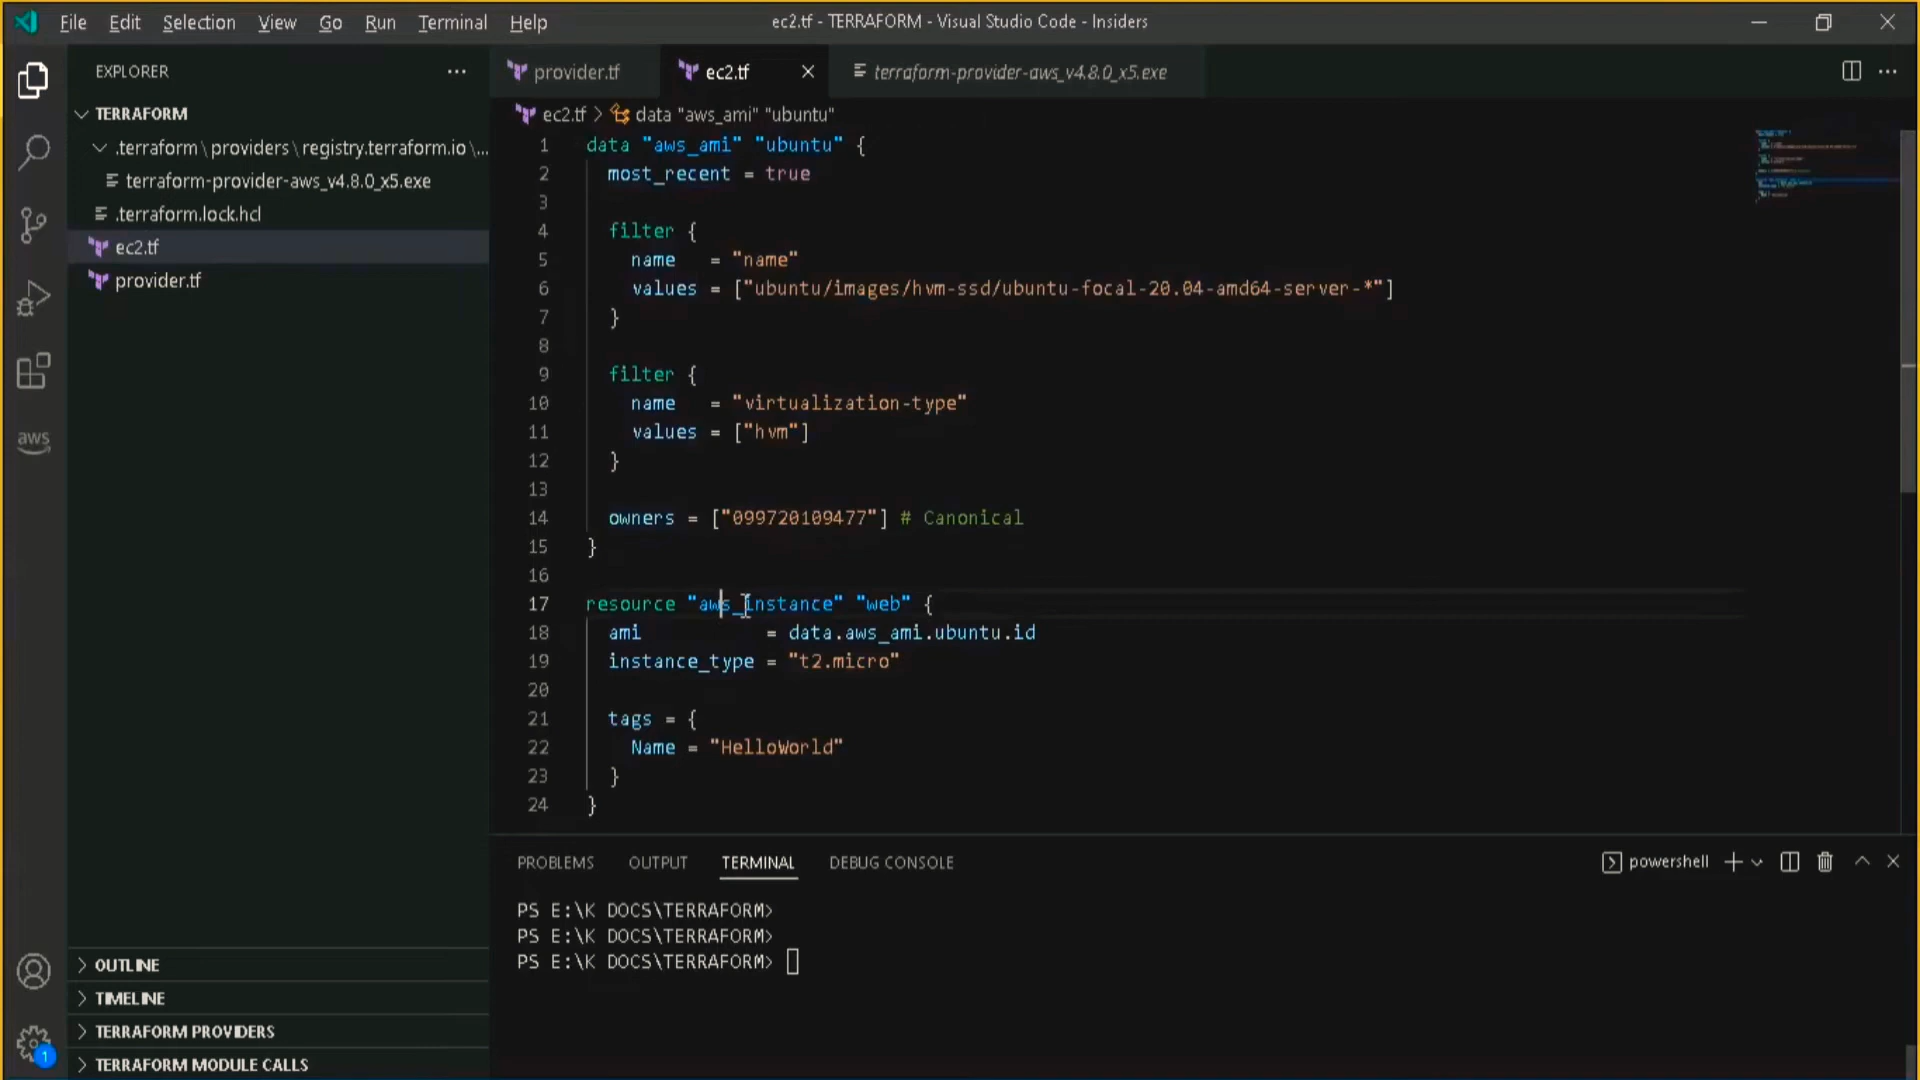 File Edit Selection View Go Run Terminal Help
ec2.tf - TERRAFORM - Visual Studio Code - Insiders
EXPLORER
TERRAFORM
.terraform\providers\registry.terraform.io\...
terraform-provider-aws_v4.8.0_x5.exe
.terraform.lock.hcl
ec2.tf
provider.tf
aws
OUTLINE
TIMELINE
TERRAFORM PROVIDERS
TERRAFORM MODULE CALLS
1
provider.tf ec2.tf terraform-provider-aws_v4.8.0_x5.exe
ec2.tf > data "aws_ami" "ubuntu"
1 data "aws_ami" "ubuntu" {
2 most_recent = true
3
4 filter {
5 name = "name"
6 values = ["ubuntu/images/hvm-ssd/ubuntu-focal-20.04-amd64-server-*"]
7 }
8
9 filter {
10 name = "virtualization-type"
11 values = ["hvm"]
12 }
13
14 owners = ["099720109477"] # Canonical
15 }
16
17 resource "aws_instance" "web" {
18 ami = data.aws_ami.ubuntu.id
19 instance_type = "t2.micro"
20
21 tags = {
22 Name = "HelloWorld"
23 }
24 }
PROBLEMS OUTPUT TERMINAL DEBUG CONSOLE
powershell
PS E:\K DOCS\TERRAFORM>
PS E:\K DOCS\TERRAFORM>
PS E:\K DOCS\TERRAFORM>